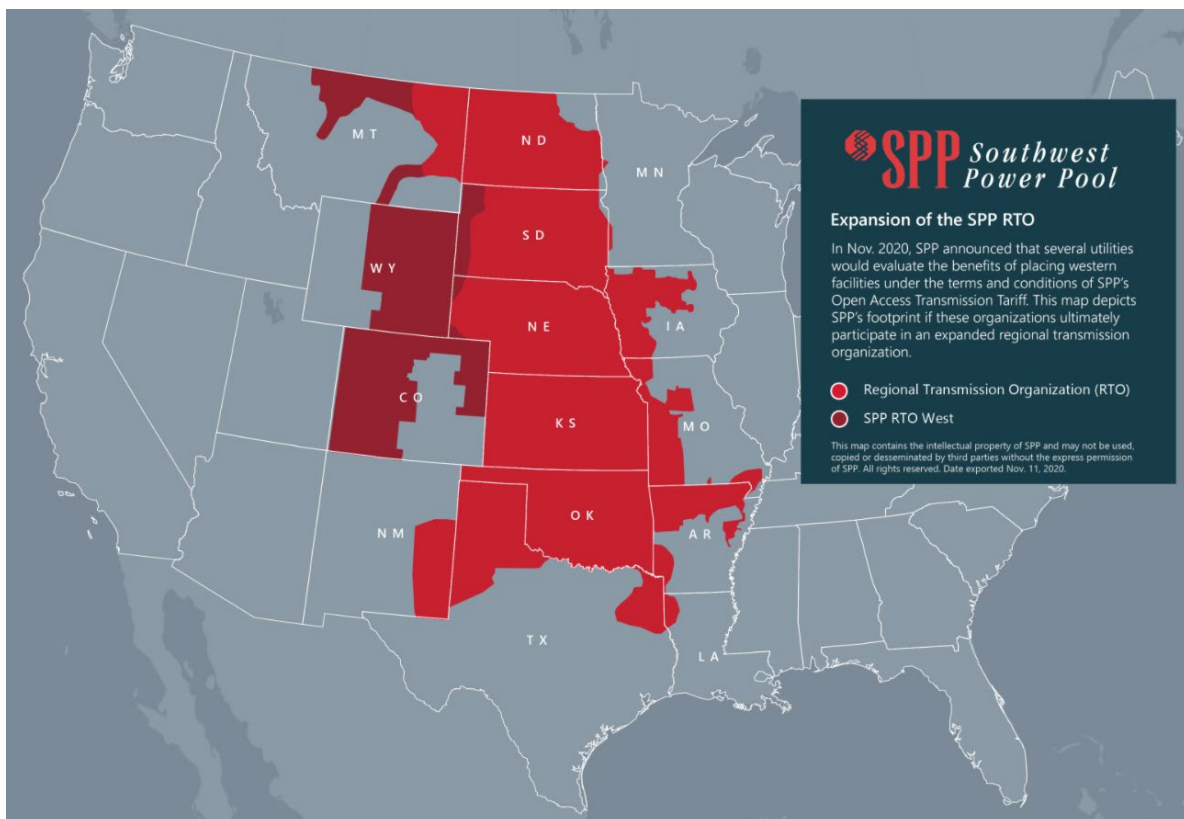 MT
ND
MN
SD
WY
NE
IA
CO
KS
MO
OK
NM
AR
TX
LA
SPP Southwest
Power Pool
Expansion of the SPP RTO
In Nov. 2020, SPP announced that several utilities
would evaluate the benefits of placing western
facilities under the terms and conditions of SPP's
Open Access Transmission Tariff. This map depicts
SPP's footprint if these organizations ultimately
participate in an expanded regional transmission
organization.
Regional Transmission Organization (RTO)
SPP RTO West
This map contains the intellectual property of SPP and may not be used,
copied or desseminated by third parties without the express permission
of SPP. All rights reserved. Date exported Nov. 11, 2020.